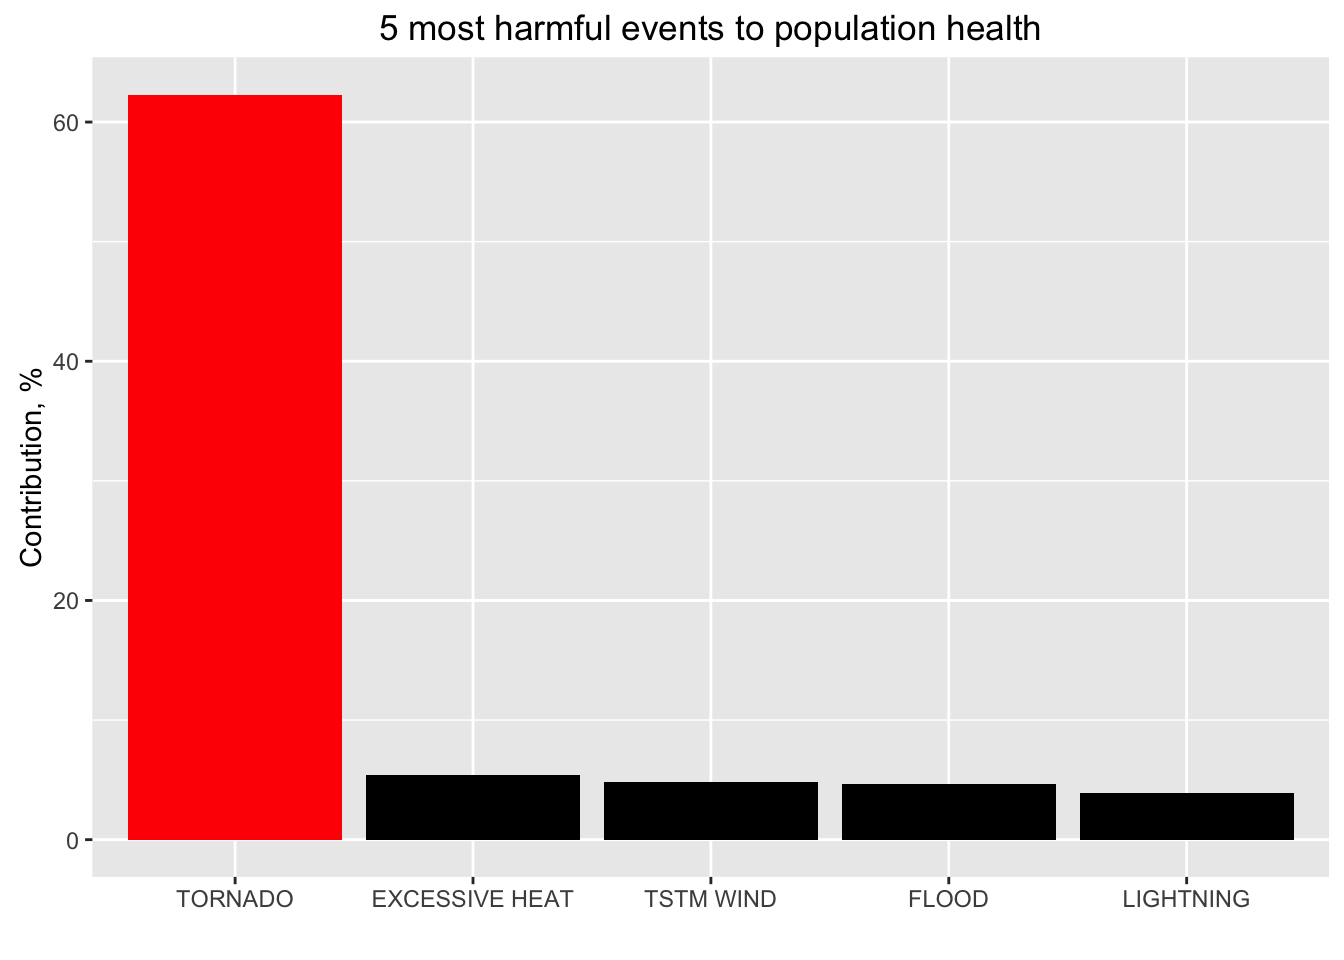 5 most harmful events to population health
Contribution, %
60
40
20
0
TORNADO
EXCESSIVE HEAT
TSTM WIND
FLOOD
LIGHTNING